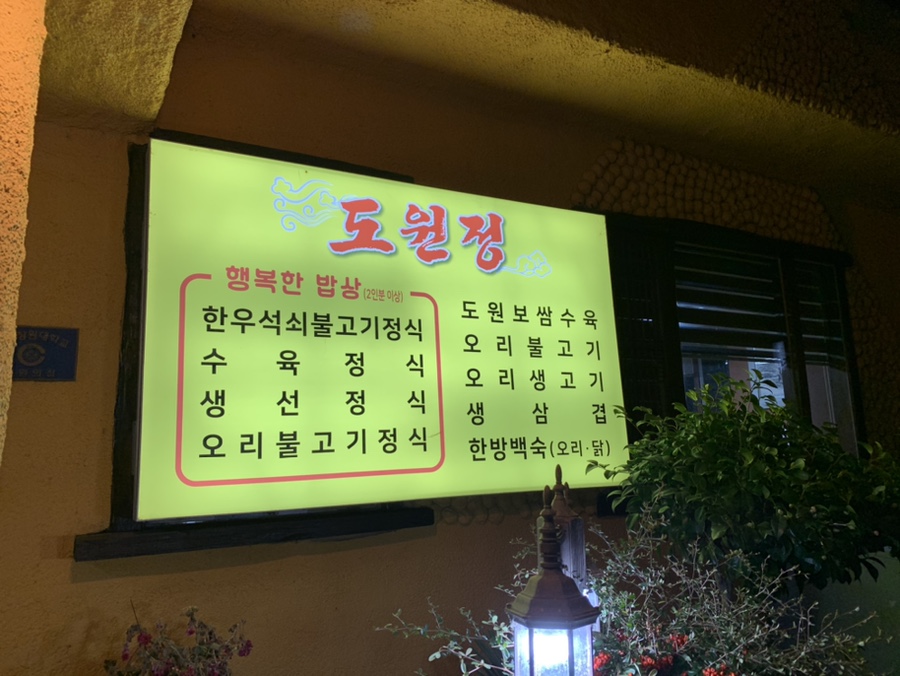 도원정
행복한 밥상 (2인분 이상)
한우석쇠불고기정식
수육정식
생선정식
오리불고기정식
도원보쌈수육
오리불고기
오리생고기
생삼겹
한방백숙(오리·닭)